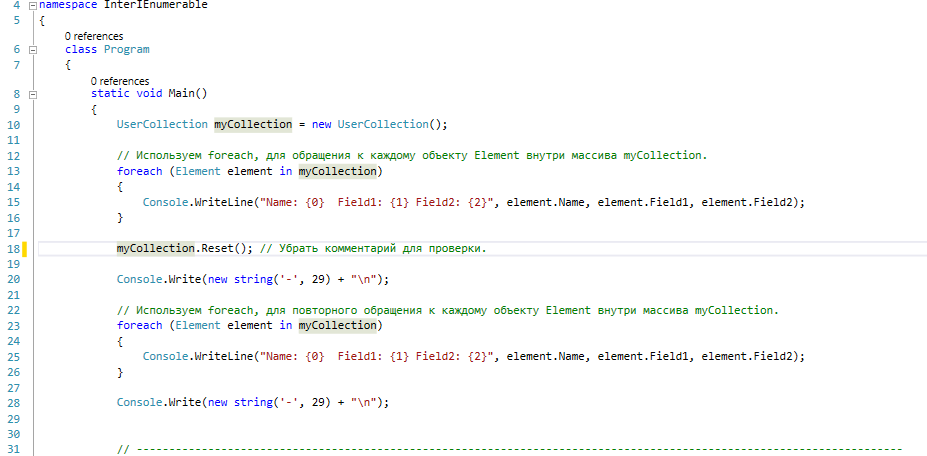 4 namespace InterIEnumerable
5 {
0 references
6 class Program
7 {
0 references
8 static void Main()
9 {
10 UserCollection myCollection = new UserCollection();
11
12 // Используем foreach, для обращения к каждому объекту Element внутри массива myCollection.
13 foreach (Element element in myCollection)
14 {
15 Console.WriteLine("Name: {0}  Field1: {1} Field2: {2}", element.Name, element.Field1, element.Field2);
16 }
17
18 myCollection.Reset(); // Убрать комментарий для проверки.
19
20 Console.Write(new string('-', 29) + "\n");
21
22 // Используем foreach, для повторного обращения к каждому объекту Element внутри массива myCollection.
23 foreach (Element element in myCollection)
24 {
25 Console.WriteLine("Name: {0}  Field1: {1} Field2: {2}", element.Name, element.Field1, element.Field2);
26 }
27
28 Console.Write(new string('-', 29) + "\n");
29
30
31 // ----------------------------------------------------------------------------------------------------------------------